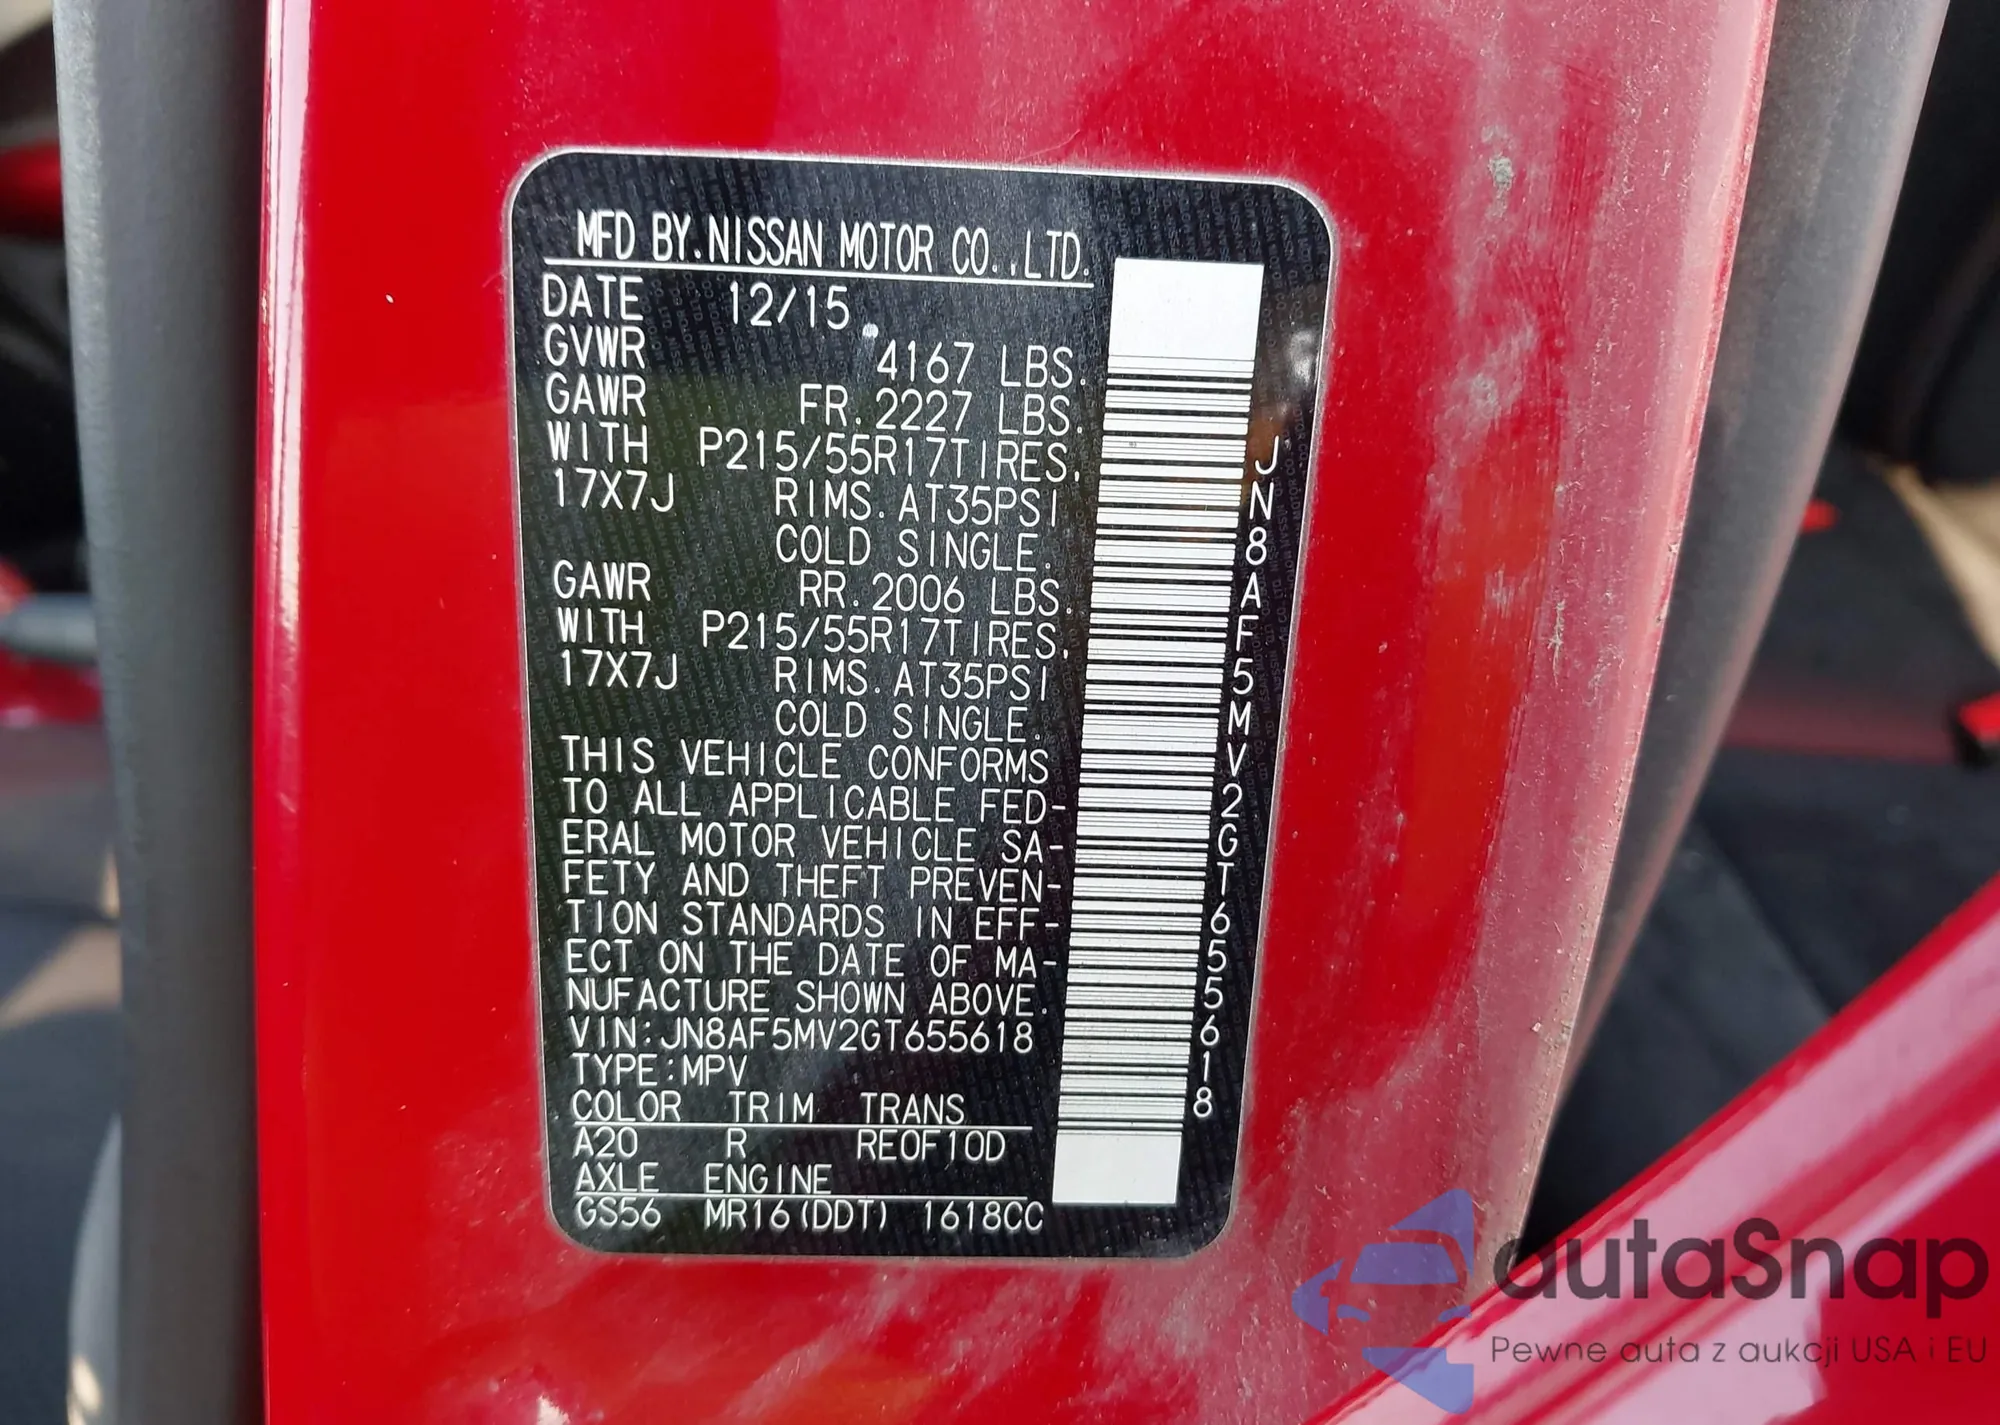 MFD BY.NISSAN MOTOR CO.,LTD.
DATE 12/15
GVWR 4167 LBS.
GAWR FR.2227 LBS.
WITH P215/55R17TIRES,
17X7J RIMS.AT35PSI
COLD SINGLE.
GAWR RR.2006 LBS.
WITH P215/55R17TIRES,
17X7J RIMS.AT35PSI
COLD SINGLE.
THIS VEHICLE CONFORMS
TO ALL APPLICABLE FED-
ERAL MOTOR VEHICLE SA-
FETY AND THEFT PREVEN-
TION STANDARDS IN EFF-
ECT ON THE DATE OF MA-
NUFACTURE SHOWN ABOVE.
VIN:JN8AF5MV2GT655618
TYPE:MPV
COLOR TRIM TRANS
A20 R RE0F10D
AXLE ENGINE
GS56 MR16(DDT) 1618CC
JN8AF5MV2GT655618
autaSnap
Pewne auta z aukcji USA i EU